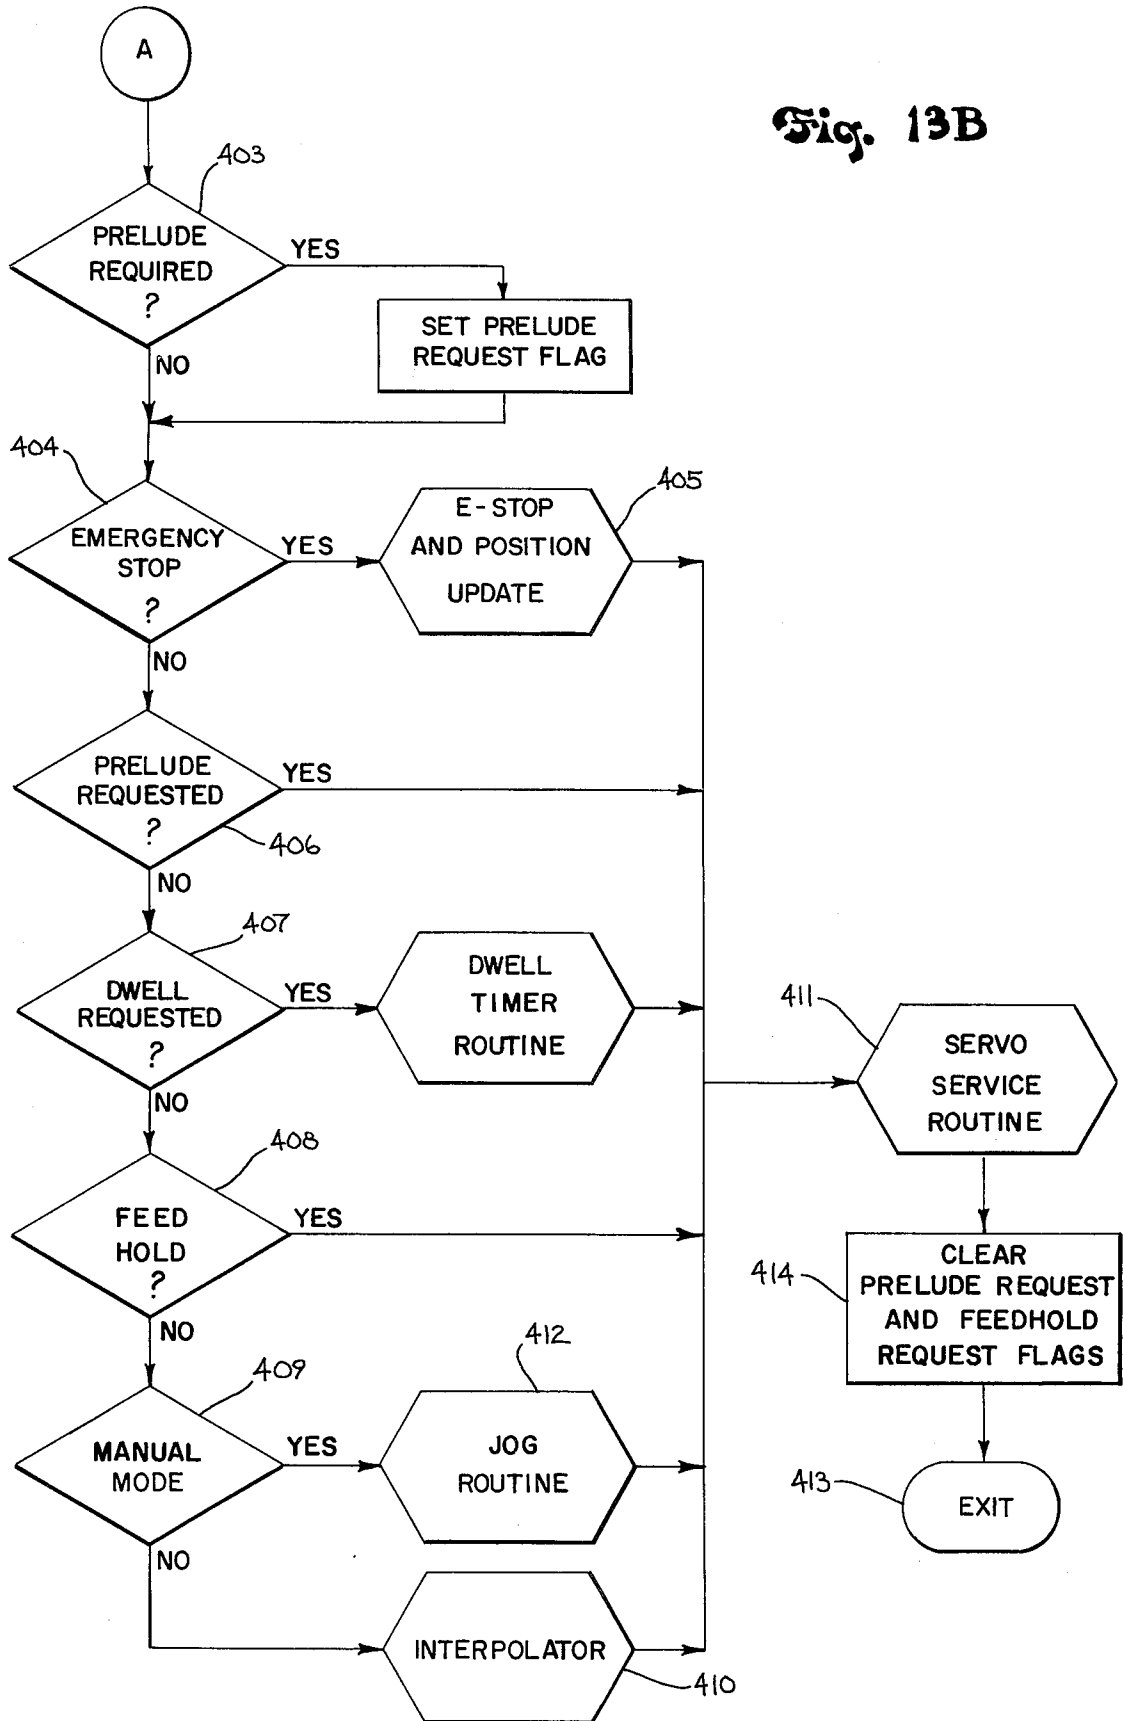 A
Fig. 13B
403
PRELUDE
REQUIRED
?
YES
SET PRELUDE
REQUEST FLAG
NO
404
EMERGENCY
STOP
?
YES
E-STOP
AND POSITION
UPDATE
405
NO
PRELUDE
REQUESTED
?
YES
406
NO
407
DWELL
REQUESTED
?
YES
DWELL
TIMER
ROUTINE
NO
411
SERVO
SERVICE
ROUTINE
408
FEED
HOLD
?
YES
NO
414
CLEAR
PRELUDE REQUEST
AND FEEDHOLD
REQUEST FLAGS
409
MANUAL
MODE
YES
412
JOG
ROUTINE
413
EXIT
NO
INTERPOLATOR
410